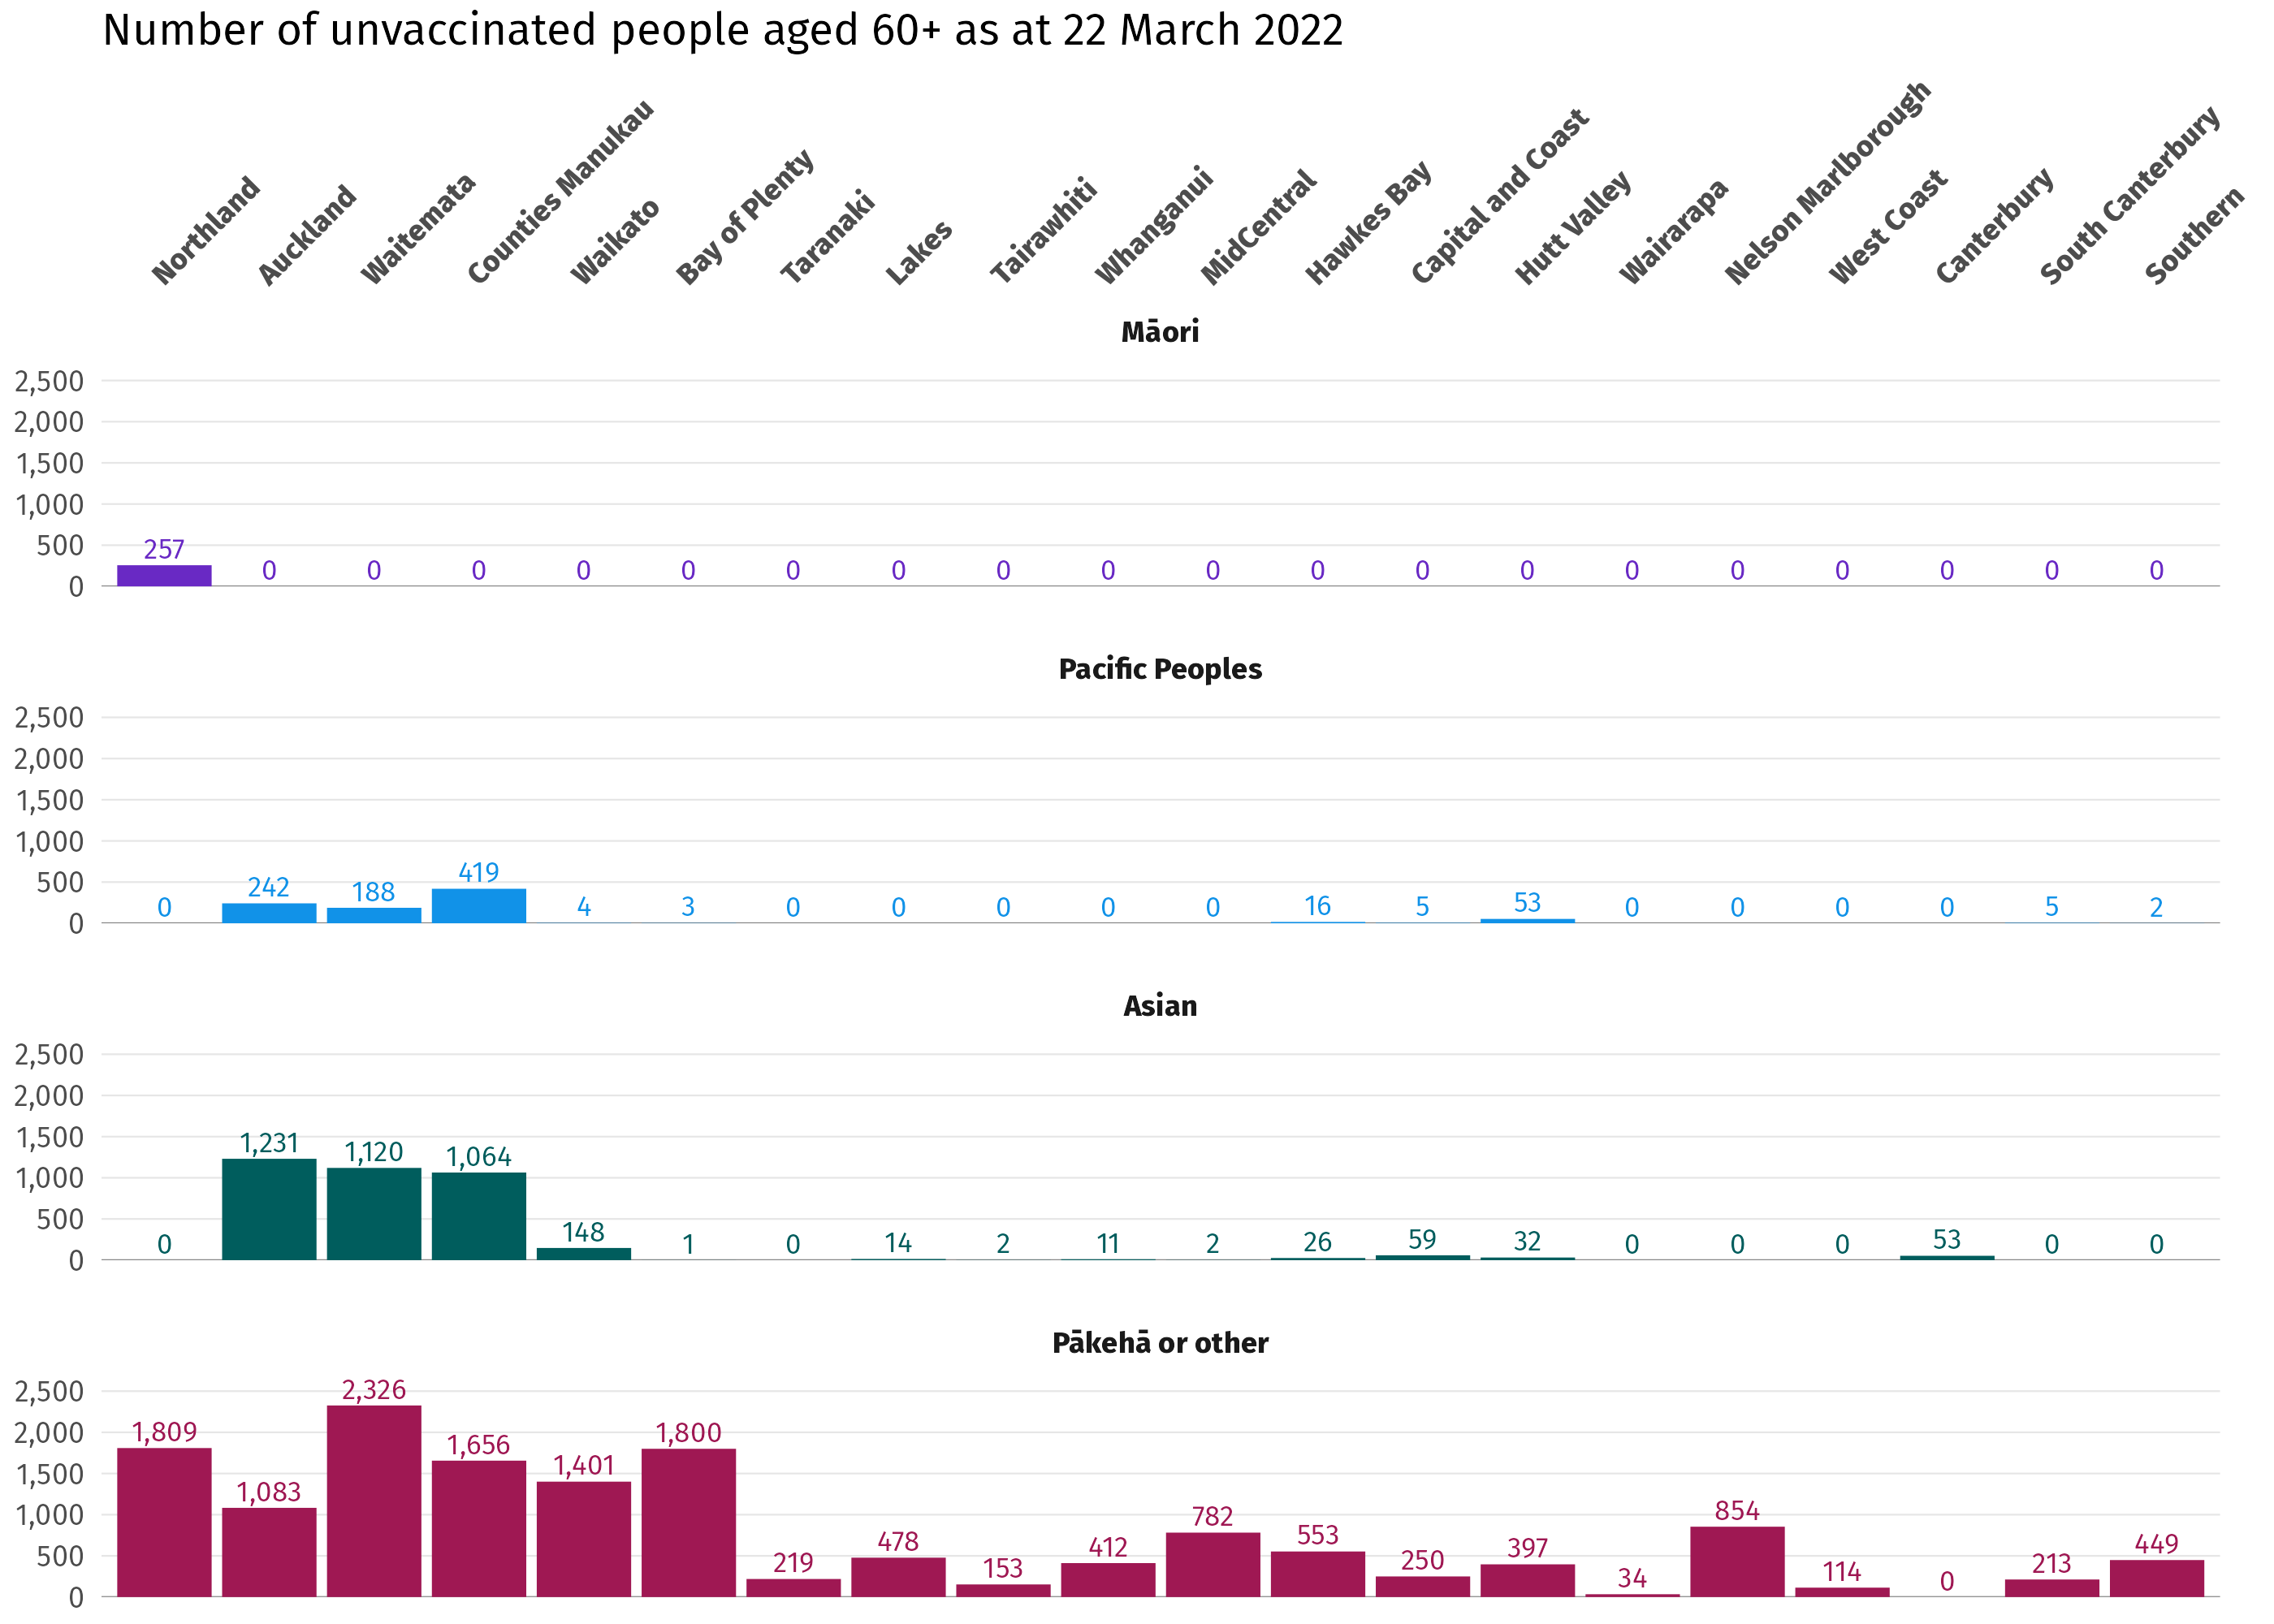 Number of unvaccinated people aged 60+ as at 22 March 2022
Northland
Auckland
Waitemata
Counties Manukau
Waikato
Bay of Plenty
Taranaki
Lakes
Tairawhiti
Whanganui
MidCentral
Hawkes Bay
Capital and Coast
Hutt Valley
Wairarapa
Nelson Marlborough
West Coast
Canterbury
South Canterbury
Southern
Māori
2,500
2,000
1,500
1,000
500
0
257 0 0 0 0 0 0 0 0 0 0 0 0 0 0 0 0 0 0 0
Pacific Peoples
2,500
2,000
1,500
1,000
500
0
0 242 188 419 4 3 0 0 0 0 0 16 5 53 0 0 0 0 5 2
Asian
2,500
2,000
1,500
1,000
500
0
0 1,231 1,120 1,064 148 1 0 14 2 11 2 26 59 32 0 0 0 53 0 0
Pākehā or other
2,500
2,000
1,500
1,000
500
0
1,809 1,083 2,326 1,656 1,401 1,800 219 478 153 412 782 553 250 397 34 854 114 0 213 449